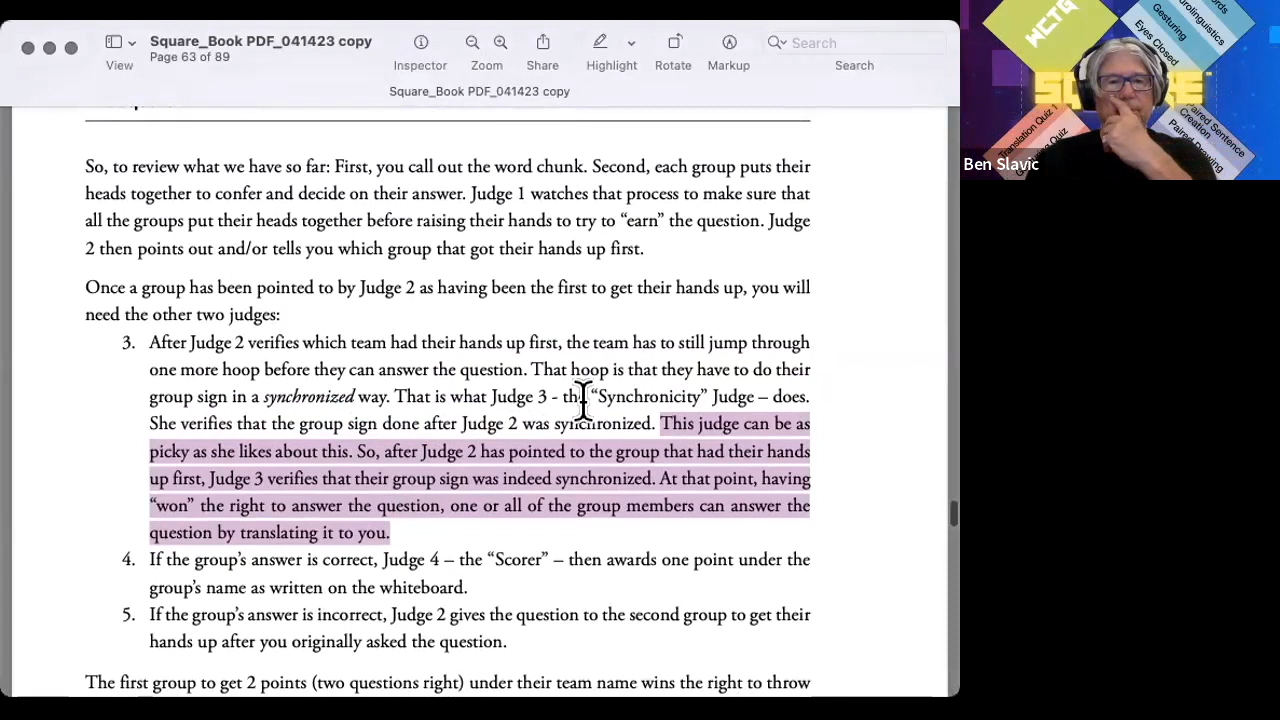 Square_Book PDF_041423 copy
Page 63 of 89
View
Inspector
Zoom
Share
Highlight
Rotate
Markup
Search
Search
Square_Book PDF_041423 copy
So, to review what we have so far: First, you call out the word chunk. Second, each group puts their
heads together to confer and decide on their answer. Judge 1 watches that process to make sure that
all the groups put their heads together before raising their hands to try to “earn” the question. Judge
2 then points out and/or tells you which group that got their hands up first.
Once a group has been pointed to by Judge 2 as having been the first to get their hands up, you will
need the other two judges:
3. After Judge 2 verifies which team had their hands up first, the team has to still jump through
one more hoop before they can answer the question. That hoop is that they have to do their
group sign in a synchronized way. That is what Judge 3 - the “Synchronicity” Judge – does.
She verifies that the group sign done after Judge 2 was synchronized. This judge can be as
picky as she likes about this. So, after Judge 2 has pointed to the group that had their hands
up first, Judge 3 verifies that their group sign was indeed synchronized. At that point, having
“won” the right to answer the question, one or all of the group members can answer the
question by translating it to you.
4. If the group’s answer is correct, Judge 4 – the “Scorer” – then awards one point under the
group’s name as written on the whiteboard.
5. If the group’s answer is incorrect, Judge 2 gives the question to the second group to get their
hands up after you originally asked the question.
The first group to get 2 points (two questions right) under their team name wins the right to throw
WCTG
Gesturing
Eyes Closed
Translation Quiz 1
Quiz
Paired Sentence
Creation
Paired Drawing
Ben Slavic